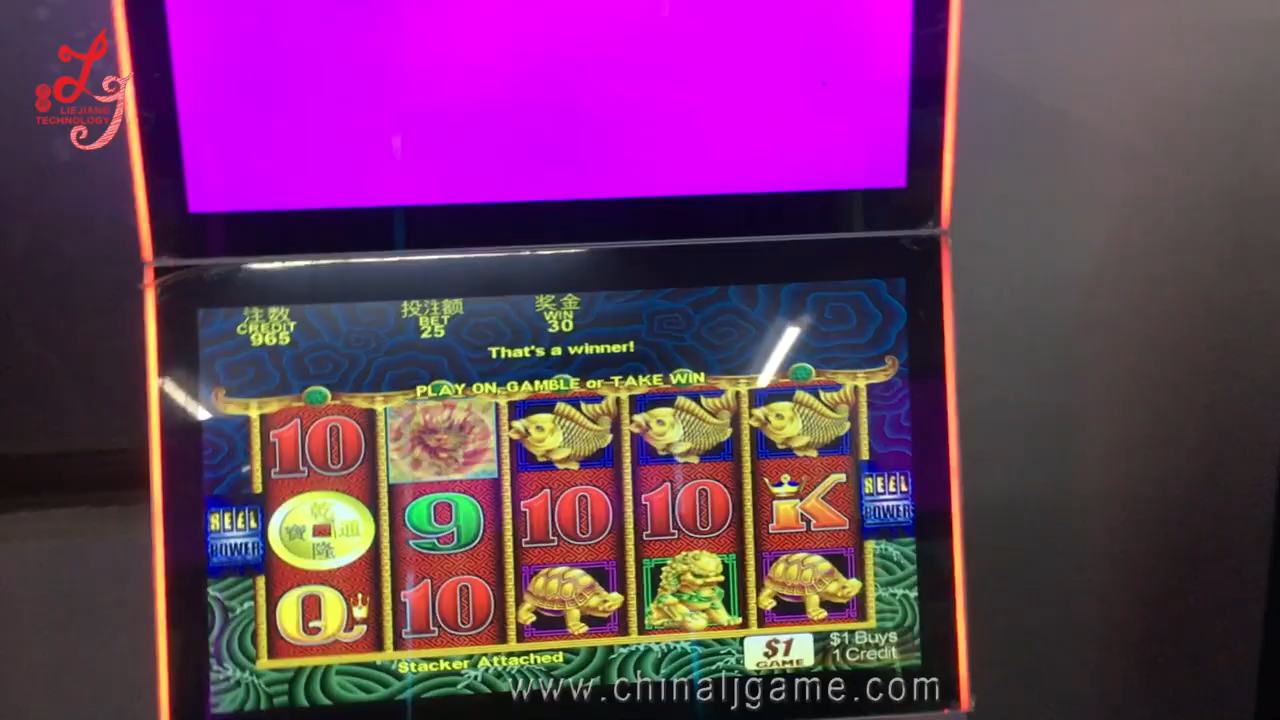 LJ
LIEJIANG
TECHNOLOGY
注数 投注额 奖金
CREDIT BET WIN
965 25 30
That's a winner!
PLAY ON, GAMBLE or TAKE WIN
10
乾
寶 通
隆
9
10
10
K
Q
10
REEL
POWER
REEL
POWER
Stacker Attached
$1
GAME
$1 Buys
1 Credit
www.chinaljgame.com